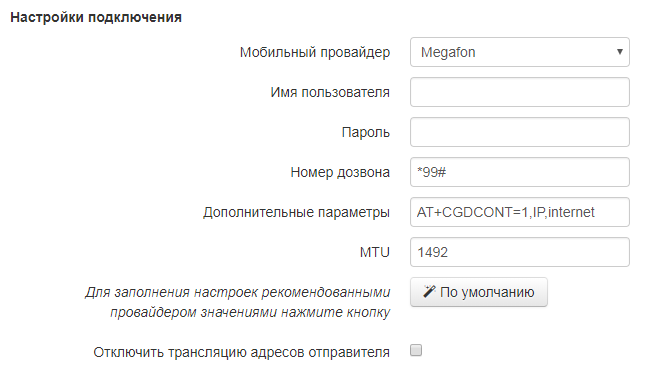 Настройки подключения
Мобильный провайдер Megafon
Имя пользователя
Пароль
Номер дозвона *99#
Дополнительные параметры AT+CGDCONT=1,IP,internet
MTU 1492
Для заполнения настроек рекомендованными
провайдером значениями нажмите кнопку
По умолчанию
Отключить трансляцию адресов отправителя